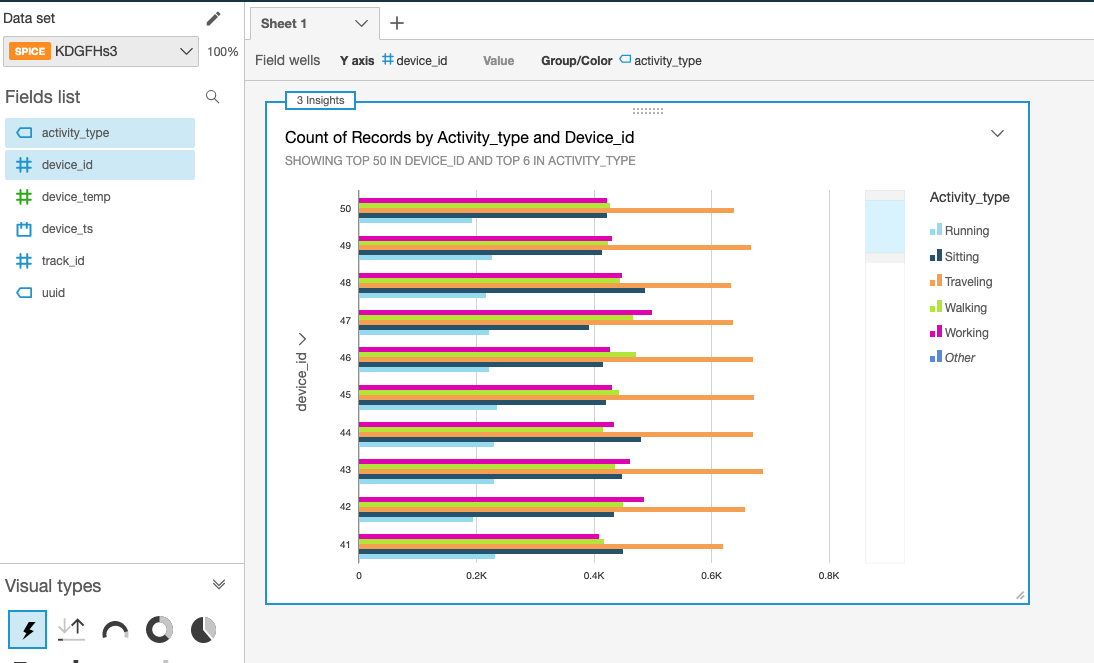 Data set
SPICE KDGFHs3 100%
Fields list
activity_type
device_id
device_temp
device_ts
track_id
uuid
Visual types
Sheet 1
Field wells Y axis device_id Value Group/Color activity_type
3 Insights
Count of Records by Activity_type and Device_id
SHOWING TOP 50 IN DEVICE_ID AND TOP 6 IN ACTIVITY_TYPE
device_id
50
49
48
47
46
45
44
43
42
41
0 0.2K 0.4K 0.6K 0.8K
Activity_type
Running
Sitting
Traveling
Walking
Working
Other